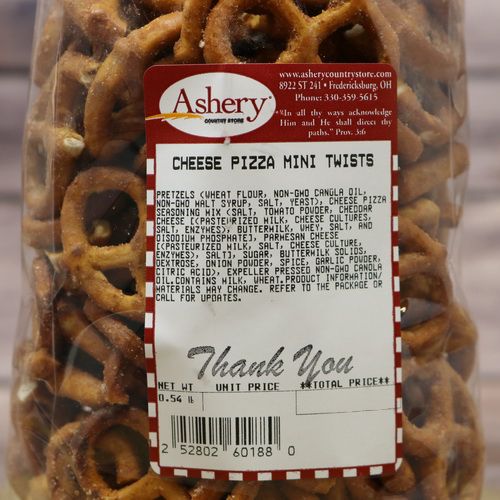 Ashery®
COUNTRY STORE
www.asherycountrystore.com
8922 ST 241 • Fredericksburg, OH
Phone: 330-359-5615
"In all thy ways acknowledge
Him and He shall direct thy
paths." Prov. 3:6
CHEESE PIZZA MINI TWISTS
PRETZELS (WHEAT FLOUR, NON-GMO CANOLA OIL,
NON-GMO MALT SYRUP, SALT, YEAST), CHEESE PIZZA
SEASONING MIX (SALT, TOMATO POWDER, CHEDDAR
CHEESE (PASTEURIZED MILK, CHEESE CULTURES,
SALT, ENZYMES), BUTTERMILK, WHEY, SALT, AND
DISODIUM PHOSPHATE), PARMESAN CHEESE
(PASTEURIZED MILK, SALT, CHEESE CULTURE,
ENZYMES), SALT), SUGAR, BUTTERMILK SOLIDS,
DEXTROSE, ONION POWDER, SPICE, GARLIC POWDER,
CITRIC ACID), EXPELLER PRESSED NON-GMO CANOLA
OIL.CONTAINS MILK, WHEAT.PRODUCT INFORMATION/
MATERIALS MAY CHANGE. REFER TO THE PACKAGE OR
CALL FOR UPDATES.
Thank You
NET WT UNIT PRICE **TOTAL PRICE**
0.54 lb
2 52802 60188 0